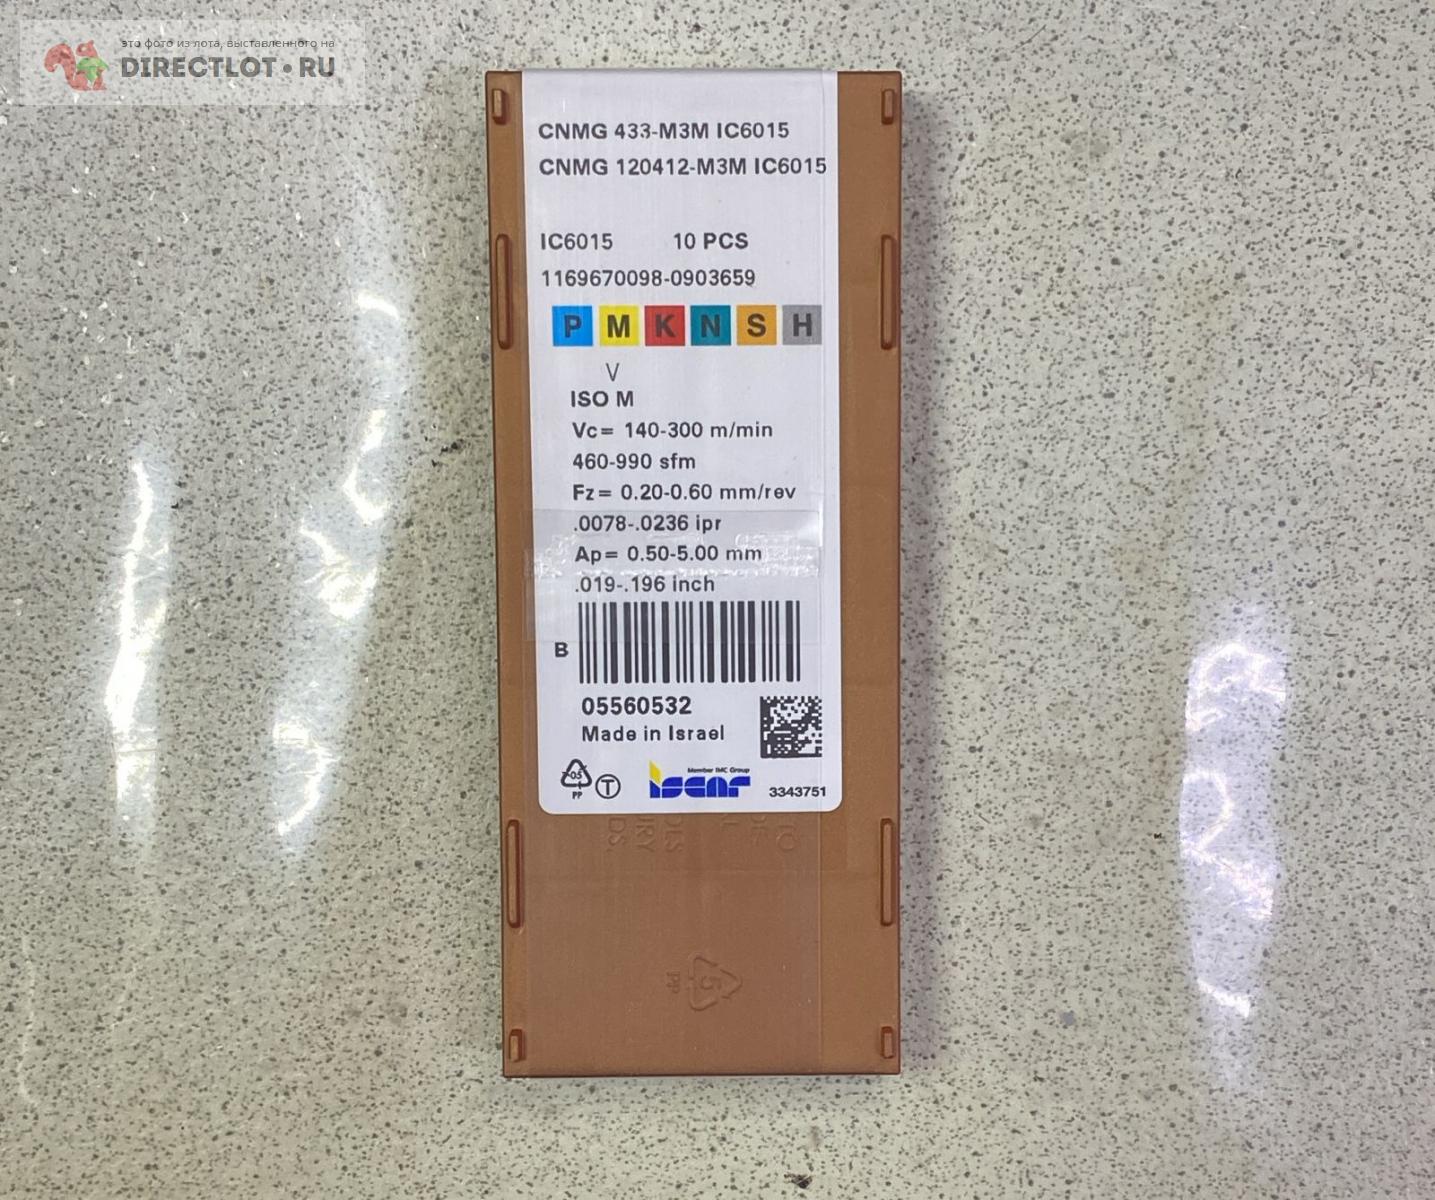 это фото из лота, выставленного на
DIRECTLOT • RU
CNMG 433-M3M IC6015
CNMG 120412-M3M IC6015
IC6015 10 PCS
1169670098-0903659
P M K N S H
V
ISO M
Vc= 140-300 m/min
460-990 sfm
Fz= 0.20-0.60 mm/rev
.0078-.0236 ipr
Ap= 0.50-5.00 mm
.019-.196 inch
B
05560532
Made in Israel
05
PP
T
Member IMC Group
iscar
3343751
5
PP